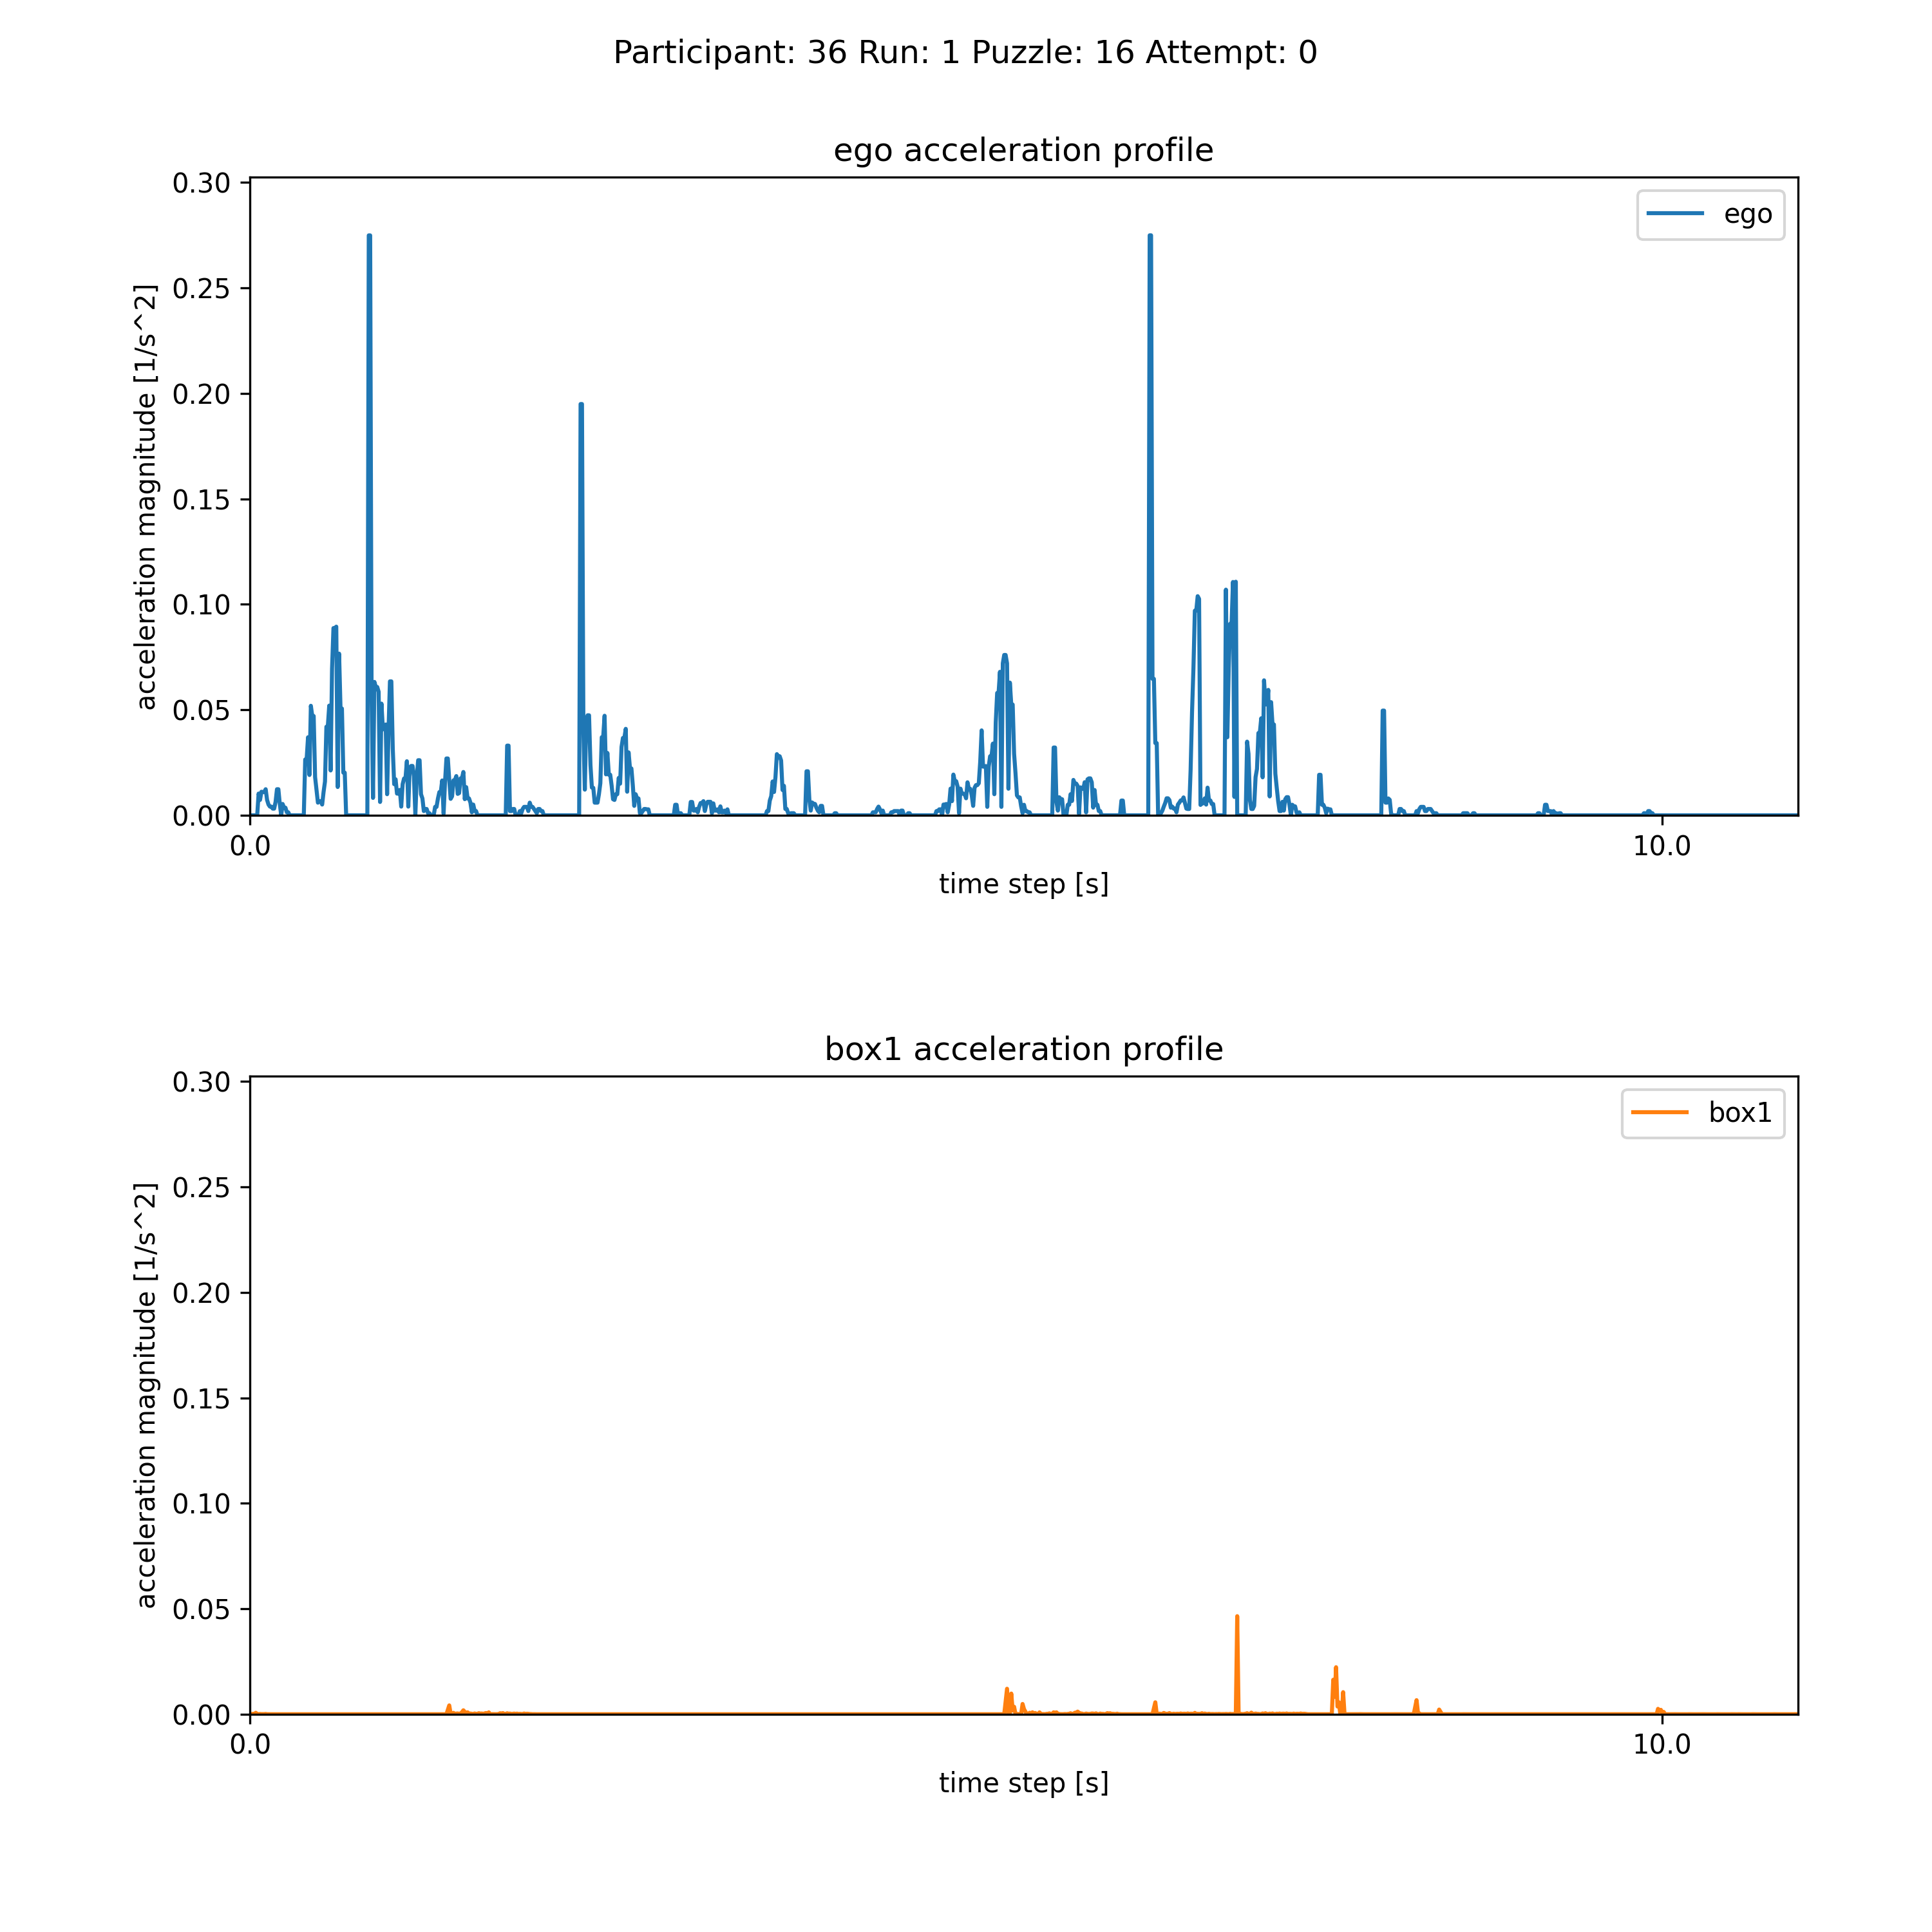 Participant: 36 Run: 1 Puzzle: 16 Attempt: 0
ego acceleration profile
0.30
0.25
0.20
0.15
0.10
0.05
0.00
acceleration magnitude [1/s^2]
ego
0.0
10.0
time step [s]
box1 acceleration profile
0.30
0.25
0.20
0.15
0.10
0.05
0.00
acceleration magnitude [1/s^2]
box1
0.0
10.0
time step [s]